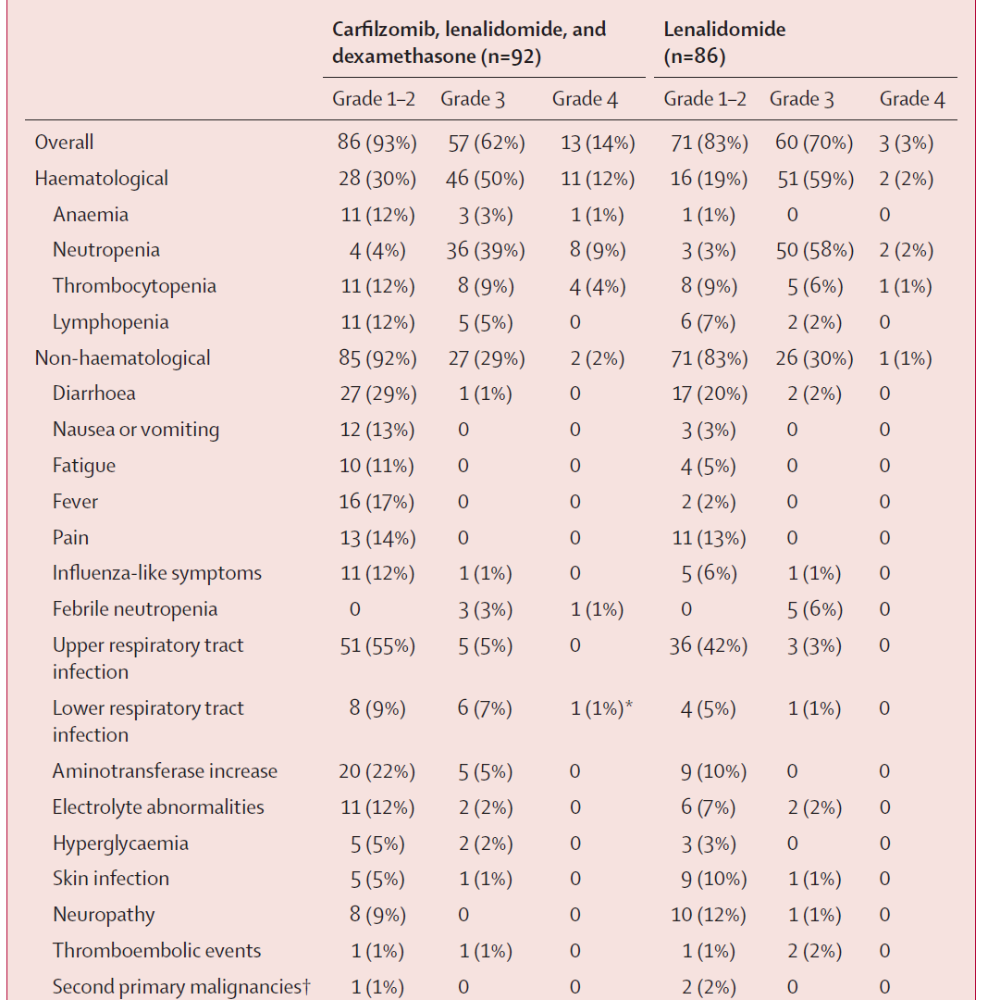 Carfilzomib, lenalidomide, and dexamethasone (n=92) Lenalidomide (n=86)
Grade 1–2 Grade 3 Grade 4 Grade 1–2 Grade 3 Grade 4
Overall 86 (93%) 57 (62%) 13 (14%) 71 (83%) 60 (70%) 3 (3%)
Haematological 28 (30%) 46 (50%) 11 (12%) 16 (19%) 51 (59%) 2 (2%)
Anaemia 11 (12%) 3 (3%) 1 (1%) 1 (1%) 0 0
Neutropenia 4 (4%) 36 (39%) 8 (9%) 3 (3%) 50 (58%) 2 (2%)
Thrombocytopenia 11 (12%) 8 (9%) 4 (4%) 8 (9%) 5 (6%) 1 (1%)
Lymphopenia 11 (12%) 5 (5%) 0 6 (7%) 2 (2%) 0
Non-haematological 85 (92%) 27 (29%) 2 (2%) 71 (83%) 26 (30%) 1 (1%)
Diarrhoea 27 (29%) 1 (1%) 0 17 (20%) 2 (2%) 0
Nausea or vomiting 12 (13%) 0 0 3 (3%) 0 0
Fatigue 10 (11%) 0 0 4 (5%) 0 0
Fever 16 (17%) 0 0 2 (2%) 0 0
Pain 13 (14%) 0 0 11 (13%) 0 0
Influenza-like symptoms 11 (12%) 1 (1%) 0 5 (6%) 1 (1%) 0
Febrile neutropenia 0 3 (3%) 1 (1%) 0 5 (6%) 0
Upper respiratory tract 51 (55%) 5 (5%) 0 36 (42%) 3 (3%) 0
infection
Lower respiratory tract 8 (9%) 6 (7%) 1 (1%)* 4 (5%) 1 (1%) 0
infection
Aminotransferase increase 20 (22%) 5 (5%) 0 9 (10%) 0 0
Electrolyte abnormalities 11 (12%) 2 (2%) 0 6 (7%) 2 (2%) 0
Hyperglycaemia 5 (5%) 2 (2%) 0 3 (3%) 0 0
Skin infection 5 (5%) 1 (1%) 0 9 (10%) 1 (1%) 0
Neuropathy 8 (9%) 0 0 10 (12%) 1 (1%) 0
Thromboembolic events 1 (1%) 1 (1%) 0 1 (1%) 2 (2%) 0
Second primary malignancies† 1 (1%) 0 0 2 (2%) 0 0